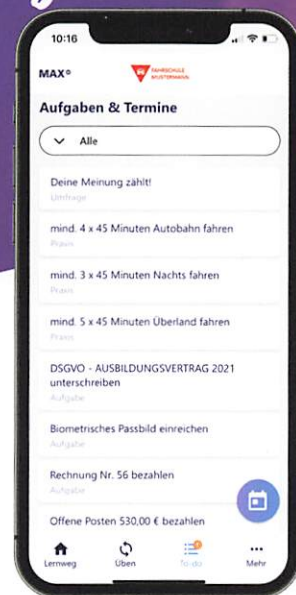 10:16
MAX®
FAHRSCHULE
MUSTERMANN
Aufgaben & Termine
Alle
Deine Meinung zählt!
Umfrage
mind. 4 x 45 Minuten Autobahn fahren
Praxis
mind. 3 x 45 Minuten Nachts fahren
Praxis
mind. 5 x 45 Minuten Überland fahren
Praxis
DSGVO - AUSBILDUNGSVERTRAG 2021
unterschreiben
Aufgabe
Biometrisches Passbild einreichen
Aufgabe
Rechnung Nr. 56 bezahlen
Aufgabe
Offene Posten 530,00 € bezahlen
Lernweg
Üben
To-do
Mehr